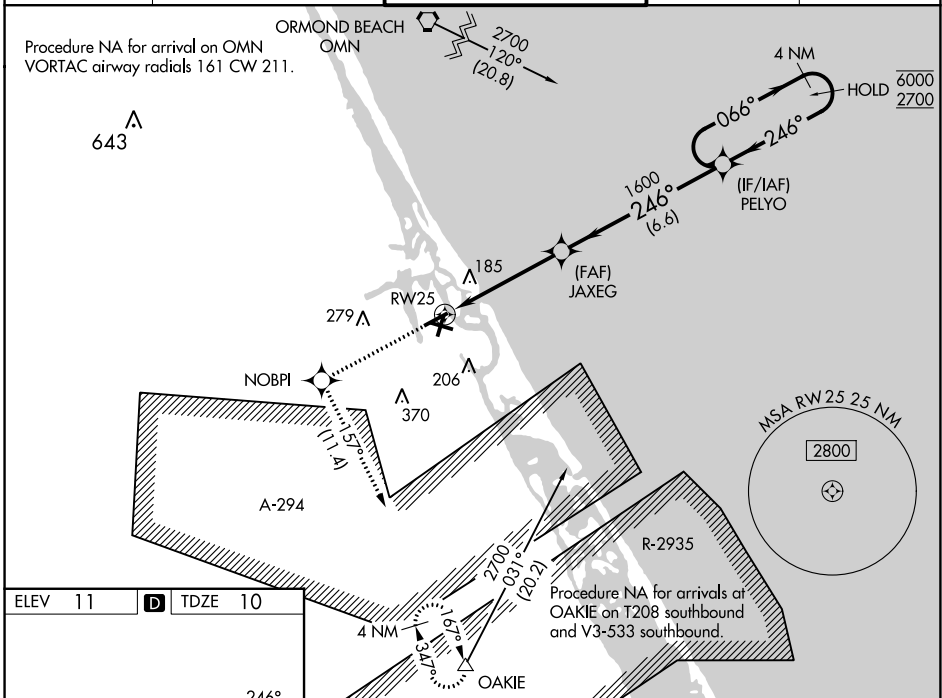 ORMOND BEACH
OMN
Procedure NA for arrival on OMN
VORTAC airway radials 161 CW 211.
2700
120°
(20.8)
4 NM
HOLD
6000
2700
066°
246°
643
(IF/IAF)
PELYO
1600
246°
(6.6)
(FAF)
JAXEG
185
RW25
279
NOBPI
206
370
157°
(11.4)
MSA RW 25 25 NM
2800
A-294
R-2935
2700
031°
(20.2)
Procedure NA for arrivals at
OAKIE on T208 southbound
and V3-533 southbound.
ELEV 11 D TDZE 10
4 NM
167°
347°
OAKIE
246°